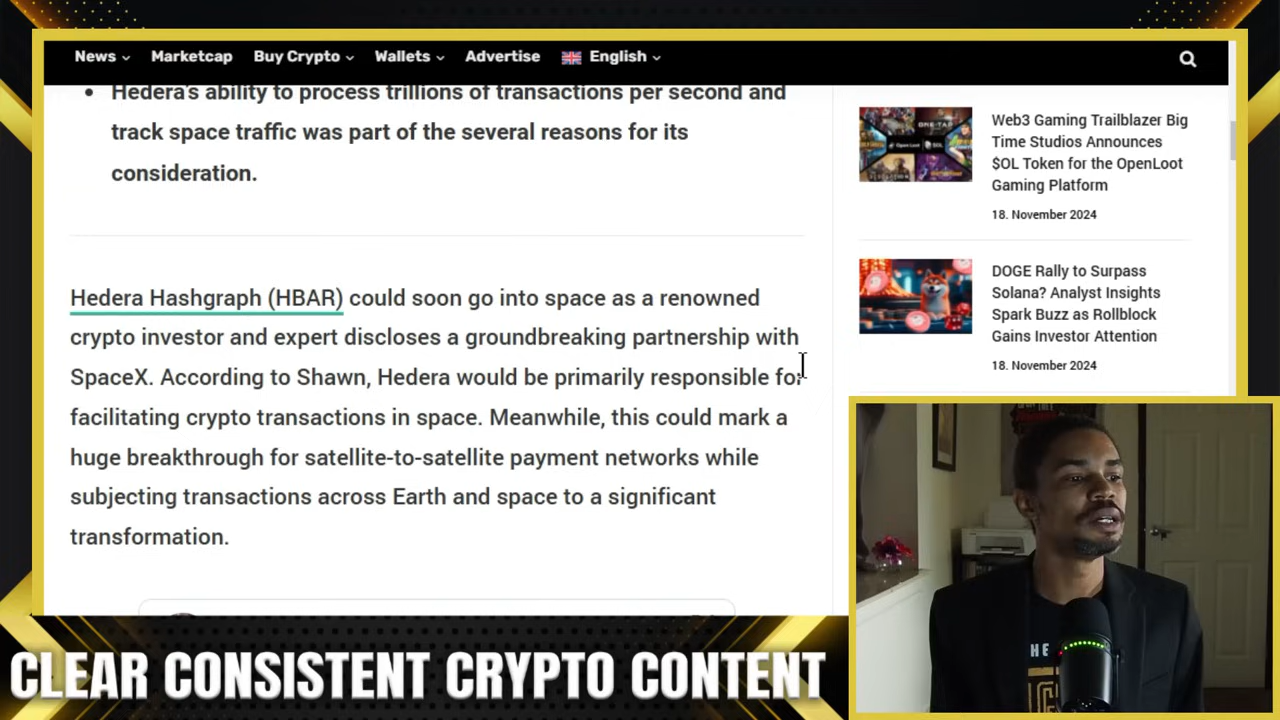 News
Marketcap
Buy Crypto
Wallets
Advertise
English
Hedera's ability to process trillions of transactions per second and
track space traffic was part of the several reasons for its
consideration.
Hedera Hashgraph (HBAR) could soon go into space as a renowned
crypto investor and expert discloses a groundbreaking partnership with
SpaceX. According to Shawn, Hedera would be primarily responsible for
facilitating crypto transactions in space. Meanwhile, this could mark a
huge breakthrough for satellite-to-satellite payment networks while
subjecting transactions across Earth and space to a significant
transformation.
Web3 Gaming Trailblazer Big
Time Studios Announces
$OL Token for the OpenLoot
Gaming Platform
18. November 2024
DOGE Rally to Surpass
Solana? Analyst Insights
Spark Buzz as Rollblock
Gains Investor Attention
18. November 2024
THE
CLEAR CONSISTENT CRYPTO CONTENT